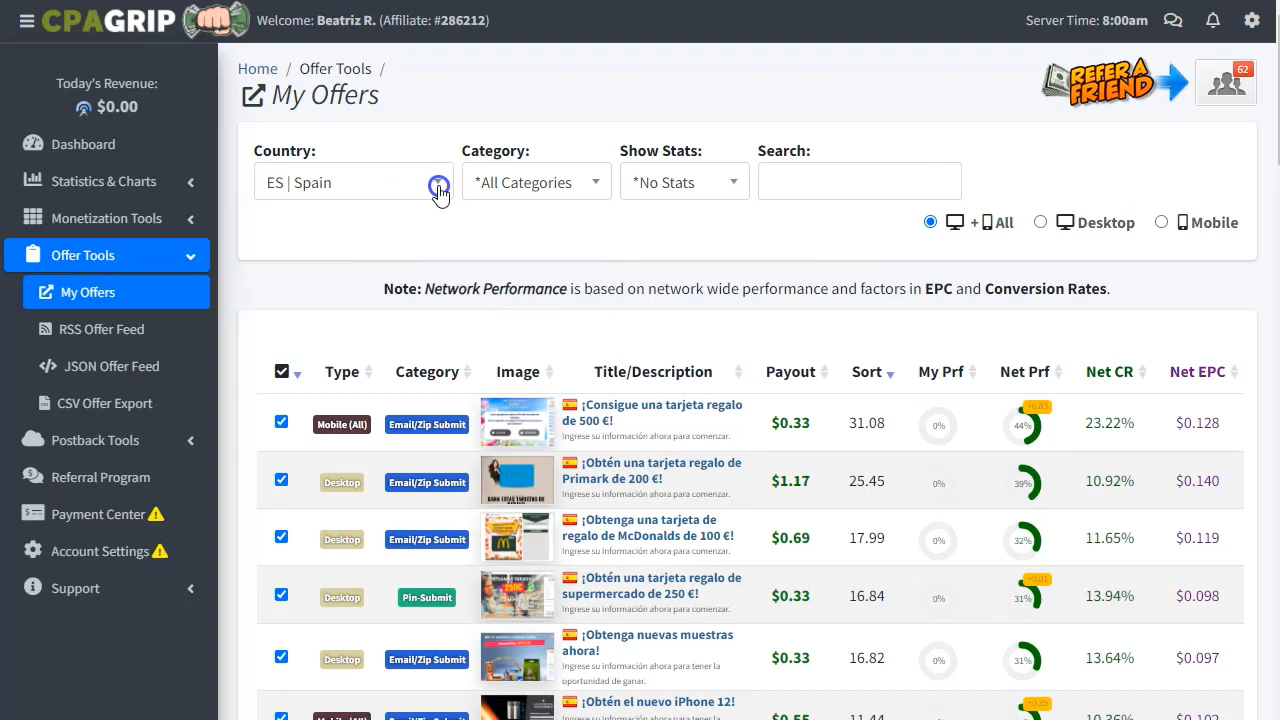 CPAGRIP
Welcome: Beatriz R. (Affiliate: #286212)
Server Time: 8:00am
Today's Revenue:
$0.00
Dashboard
Statistics & Charts
Monetization Tools
Offer Tools
My Offers
RSS Offer Feed
JSON Offer Feed
CSV Offer Export
Postback Tools
Referral Program
Payment Center
Account Settings
Support
Home / Offer Tools /
My Offers
REFER A
FRIEND
62
Country: Category: Show Stats: Search:
ES | Spain *All Categories *No Stats
+ All Desktop Mobile
Note: Network Performance is based on network wide performance and factors in EPC and Conversion Rates.
Type Category Image Title/Description Payout Sort My Prf Net Prf Net CR Net EPC
Mobile (All) Email/Zip Submit ¡Consigue una tarjeta regalo
de 500 €!
Ingrese su información ahora para comenzar.
$0.33 31.08 0% 44% +6.83 23.22% $0.128
Desktop Email/Zip Submit ¡Obtén una tarjeta regalo de
Primark de 200 €!
Ingrese su información ahora para comenzar.
$1.17 25.45 0% 39% 10.92% $0.140
Desktop Email/Zip Submit ¡Obtenga una tarjeta de
regalo de McDonalds de 100 €!
Ingrese su información ahora para comenzar.
$0.69 17.99 0% 32% 11.65% $0.119
Desktop Pin-Submit ¡Obtén una tarjeta regalo de
supermercado de 250 €!
Ingrese su información ahora para comenzar.
$0.33 16.84 0% 31% +0.01 13.94% $0.098
Desktop Email/Zip Submit ¡Obtenga nuevas muestras
ahora!
Ingrese su información ahora para tener la
oportunidad de ganar.
$0.33 16.82 0% 31% 13.64% $0.097
¡Obtén el nuevo iPhone 12!